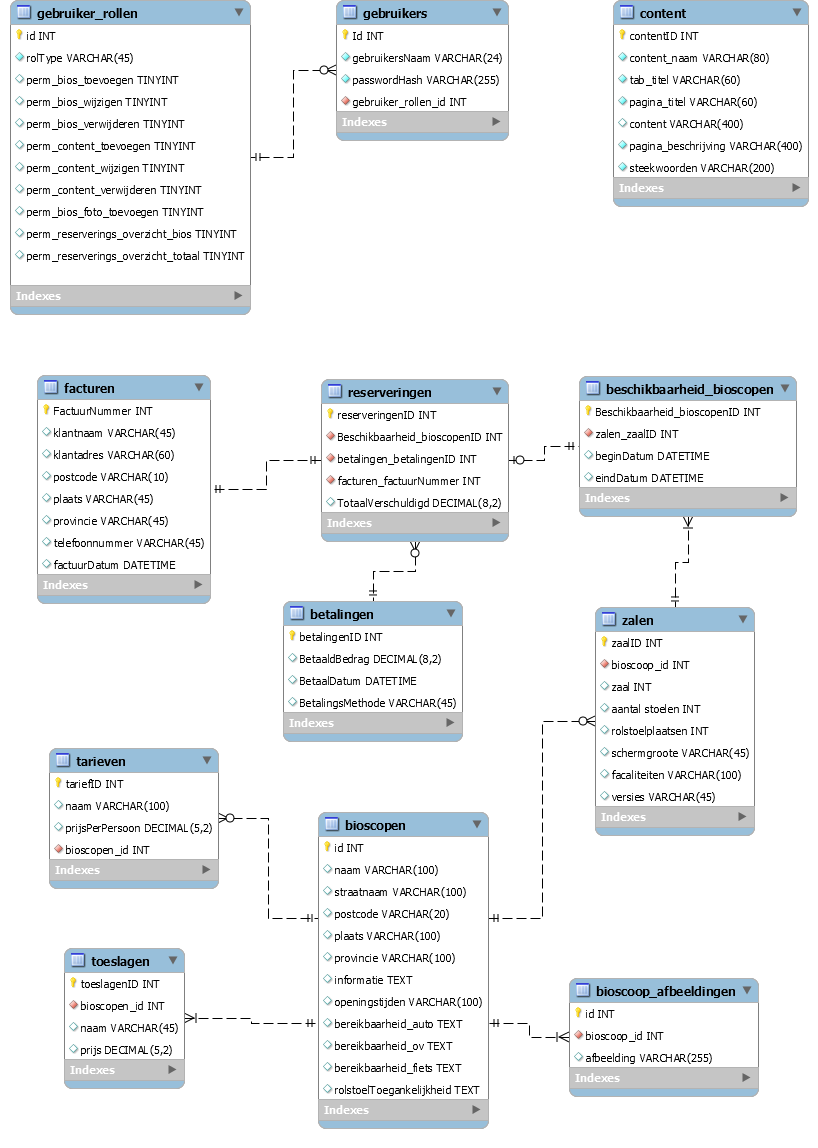 gebruiker_rollen
id INT
rolType VARCHAR(45)
perm_bios_toevoegen TINYINT
perm_bios_wijzigen TINYINT
perm_bios_verwijderen TINYINT
perm_content_toevoegen TINYINT
perm_content_wijzigen TINYINT
perm_content_verwijderen TINYINT
perm_bios_foto_toevoegen TINYINT
perm_reserverings_overzicht_bios TINYINT
perm_reserverings_overzicht_totaal TINYINT
Indexes
gebruikers
Id INT
gebruikersNaam VARCHAR(24)
passwordHash VARCHAR(255)
gebruiker_rollen_id INT
Indexes
content
contentID INT
content_naam VARCHAR(80)
tab_titel VARCHAR(60)
pagina_titel VARCHAR(60)
content VARCHAR(400)
pagina_beschrijving VARCHAR(400)
steekwoorden VARCHAR(200)
Indexes
facturen
FactuurNummer INT
klantnaam VARCHAR(45)
klantadres VARCHAR(60)
postcode VARCHAR(10)
plaats VARCHAR(45)
provincie VARCHAR(45)
telefoonnummer VARCHAR(45)
factuurDatum DATETIME
Indexes
reserveringen
reserveringenID INT
Beschikbaarheid_bioscopenID INT
betalingen_betalingenID INT
facturen_factuurNummer INT
TotaalVerschuldigd DECIMAL(8,2)
Indexes
beschikbaarheid_bioscopen
Beschikbaarheid_bioscopenID INT
zalen_zaalID INT
beginDatum DATETIME
eindDatum DATETIME
Indexes
betalingen
betalingenID INT
BetaaldBedrag DECIMAL(8,2)
BetaalDatum DATETIME
BetalingsMethode VARCHAR(45)
Indexes
zalen
zaalID INT
bioscoop_id INT
zaal INT
aantal stoelen INT
rolstoelplaatsen INT
schermgroote VARCHAR(45)
facaliteiten VARCHAR(100)
versies VARCHAR(45)
Indexes
tarieven
tariefID INT
naam VARCHAR(100)
prijsPerPersoon DECIMAL(5,2)
bioscopen_id INT
Indexes
bioscopen
id INT
naam VARCHAR(100)
straatnaam VARCHAR(100)
postcode VARCHAR(20)
plaats VARCHAR(100)
provincie VARCHAR(100)
informatie TEXT
openingstijden VARCHAR(100)
bereikbaarheid_auto TEXT
bereikbaarheid_ov TEXT
bereikbaarheid_fiets TEXT
rolstoelToegankelijkheid TEXT
Indexes
toeslagen
toeslagenID INT
bioscopen_id INT
naam VARCHAR(45)
prijs DECIMAL(5,2)
Indexes
bioscoop_afbeeldingen
id INT
bioscoop_id INT
afbeelding VARCHAR(255)
Indexes